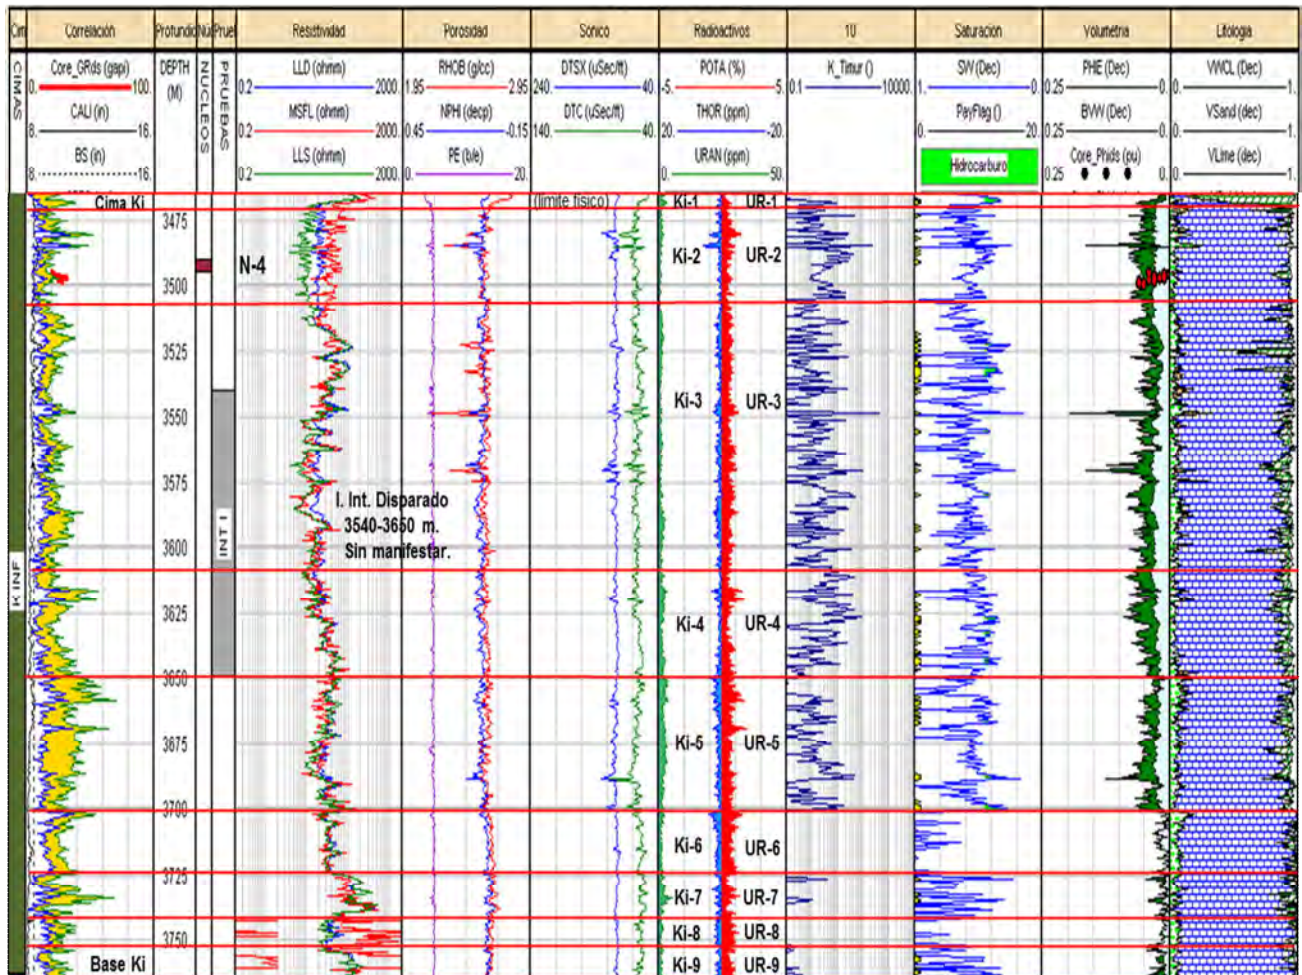 Cim Correlación Profundic Núc Pruel Resistividad Porosidad Sonico Radioactivos 10 Saturación Volumetria Litologia
CIMAS
Core_GRds (gapi)
0. 100.
CALI (in)
8. 16.
BS (in)
8. 16.
DEPTH
(M)
NUCLEOS
PRUEBAS
LLD (ohmm)
0.2 2000.
MSFL (ohmm)
0.2 2000.
LLS (ohmm)
0.2 2000.
RHOB (g/cc)
1.95 2.95
NPHI (decp)
0.45 -0.15
PE (b/e)
0. 20.
DTSX (uSec/ft)
240. 40.
DTC (uSec/ft)
140. 40.
POTA (%)
-5. 5.
THOR (ppm)
20. -20.
URAN (ppm)
0. 50
K_Timur ()
0.1 10000.
SW (Dec)
1. 0.
PayFlag ()
0. 20.
Hidrocarburo
PHIE (Dec)
0.25 0.
BVW (Dec)
0.25 0.
Core_Phids (pu)
0.25 0.
VWCL (Dec)
0. 1.
VSand (dec)
0. 1.
VLime (dec)
0. 1.
Cima Ki
(limite fisico)
Ki-1 UR-1
3475
N-4
Ki-2 UR-2
3500
3525
Ki-3 UR-3
3550
3575
I. Int. Disparado
3540-3650 m.
Sin manifestar.
INT I
3600
K INF
3625
Ki-4 UR-4
3650
3675
Ki-5 UR-5
3700
Ki-6 UR-6
3725
Ki-7 UR-7
Ki-8 UR-8
3750
Base Ki
Ki-9 UR-9